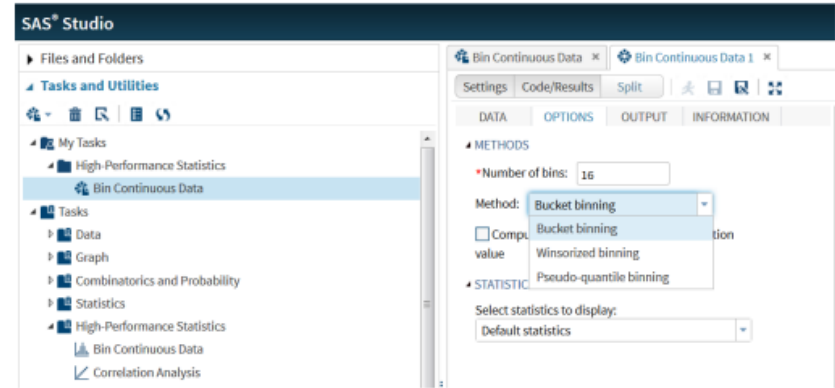 SAS® Studio
Files and Folders
Tasks and Utilities
My Tasks
High-Performance Statistics
Bin Continuous Data
Tasks
Data
Graph
Combinatorics and Probability
Statistics
High-Performance Statistics
Bin Continuous Data
Correlation Analysis
Bin Continuous Data × Bin Continuous Data 1 ×
Settings Code/Results Split
DATA OPTIONS OUTPUT INFORMATION
METHODS
*Number of bins: 16
Method: Bucket binning
Bucket binning
Winsorized binning
Pseudo-quantile binning
value
Select statistics to display:
Default statistics